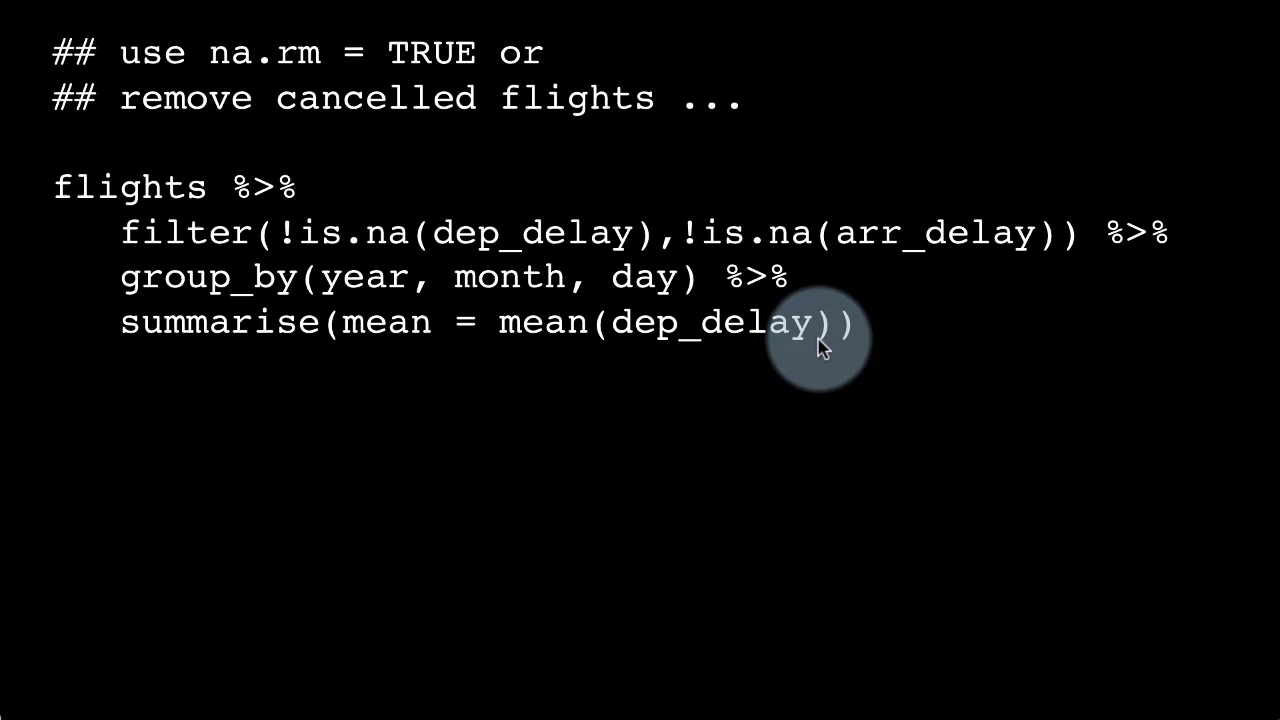 ## use na.rm = TRUE or
## remove cancelled flights ...
flights %>%
filter(!is.na(dep_delay),!is.na(arr_delay)) %>%
group_by(year, month, day) %>%
summarise(mean = mean(dep_delay))